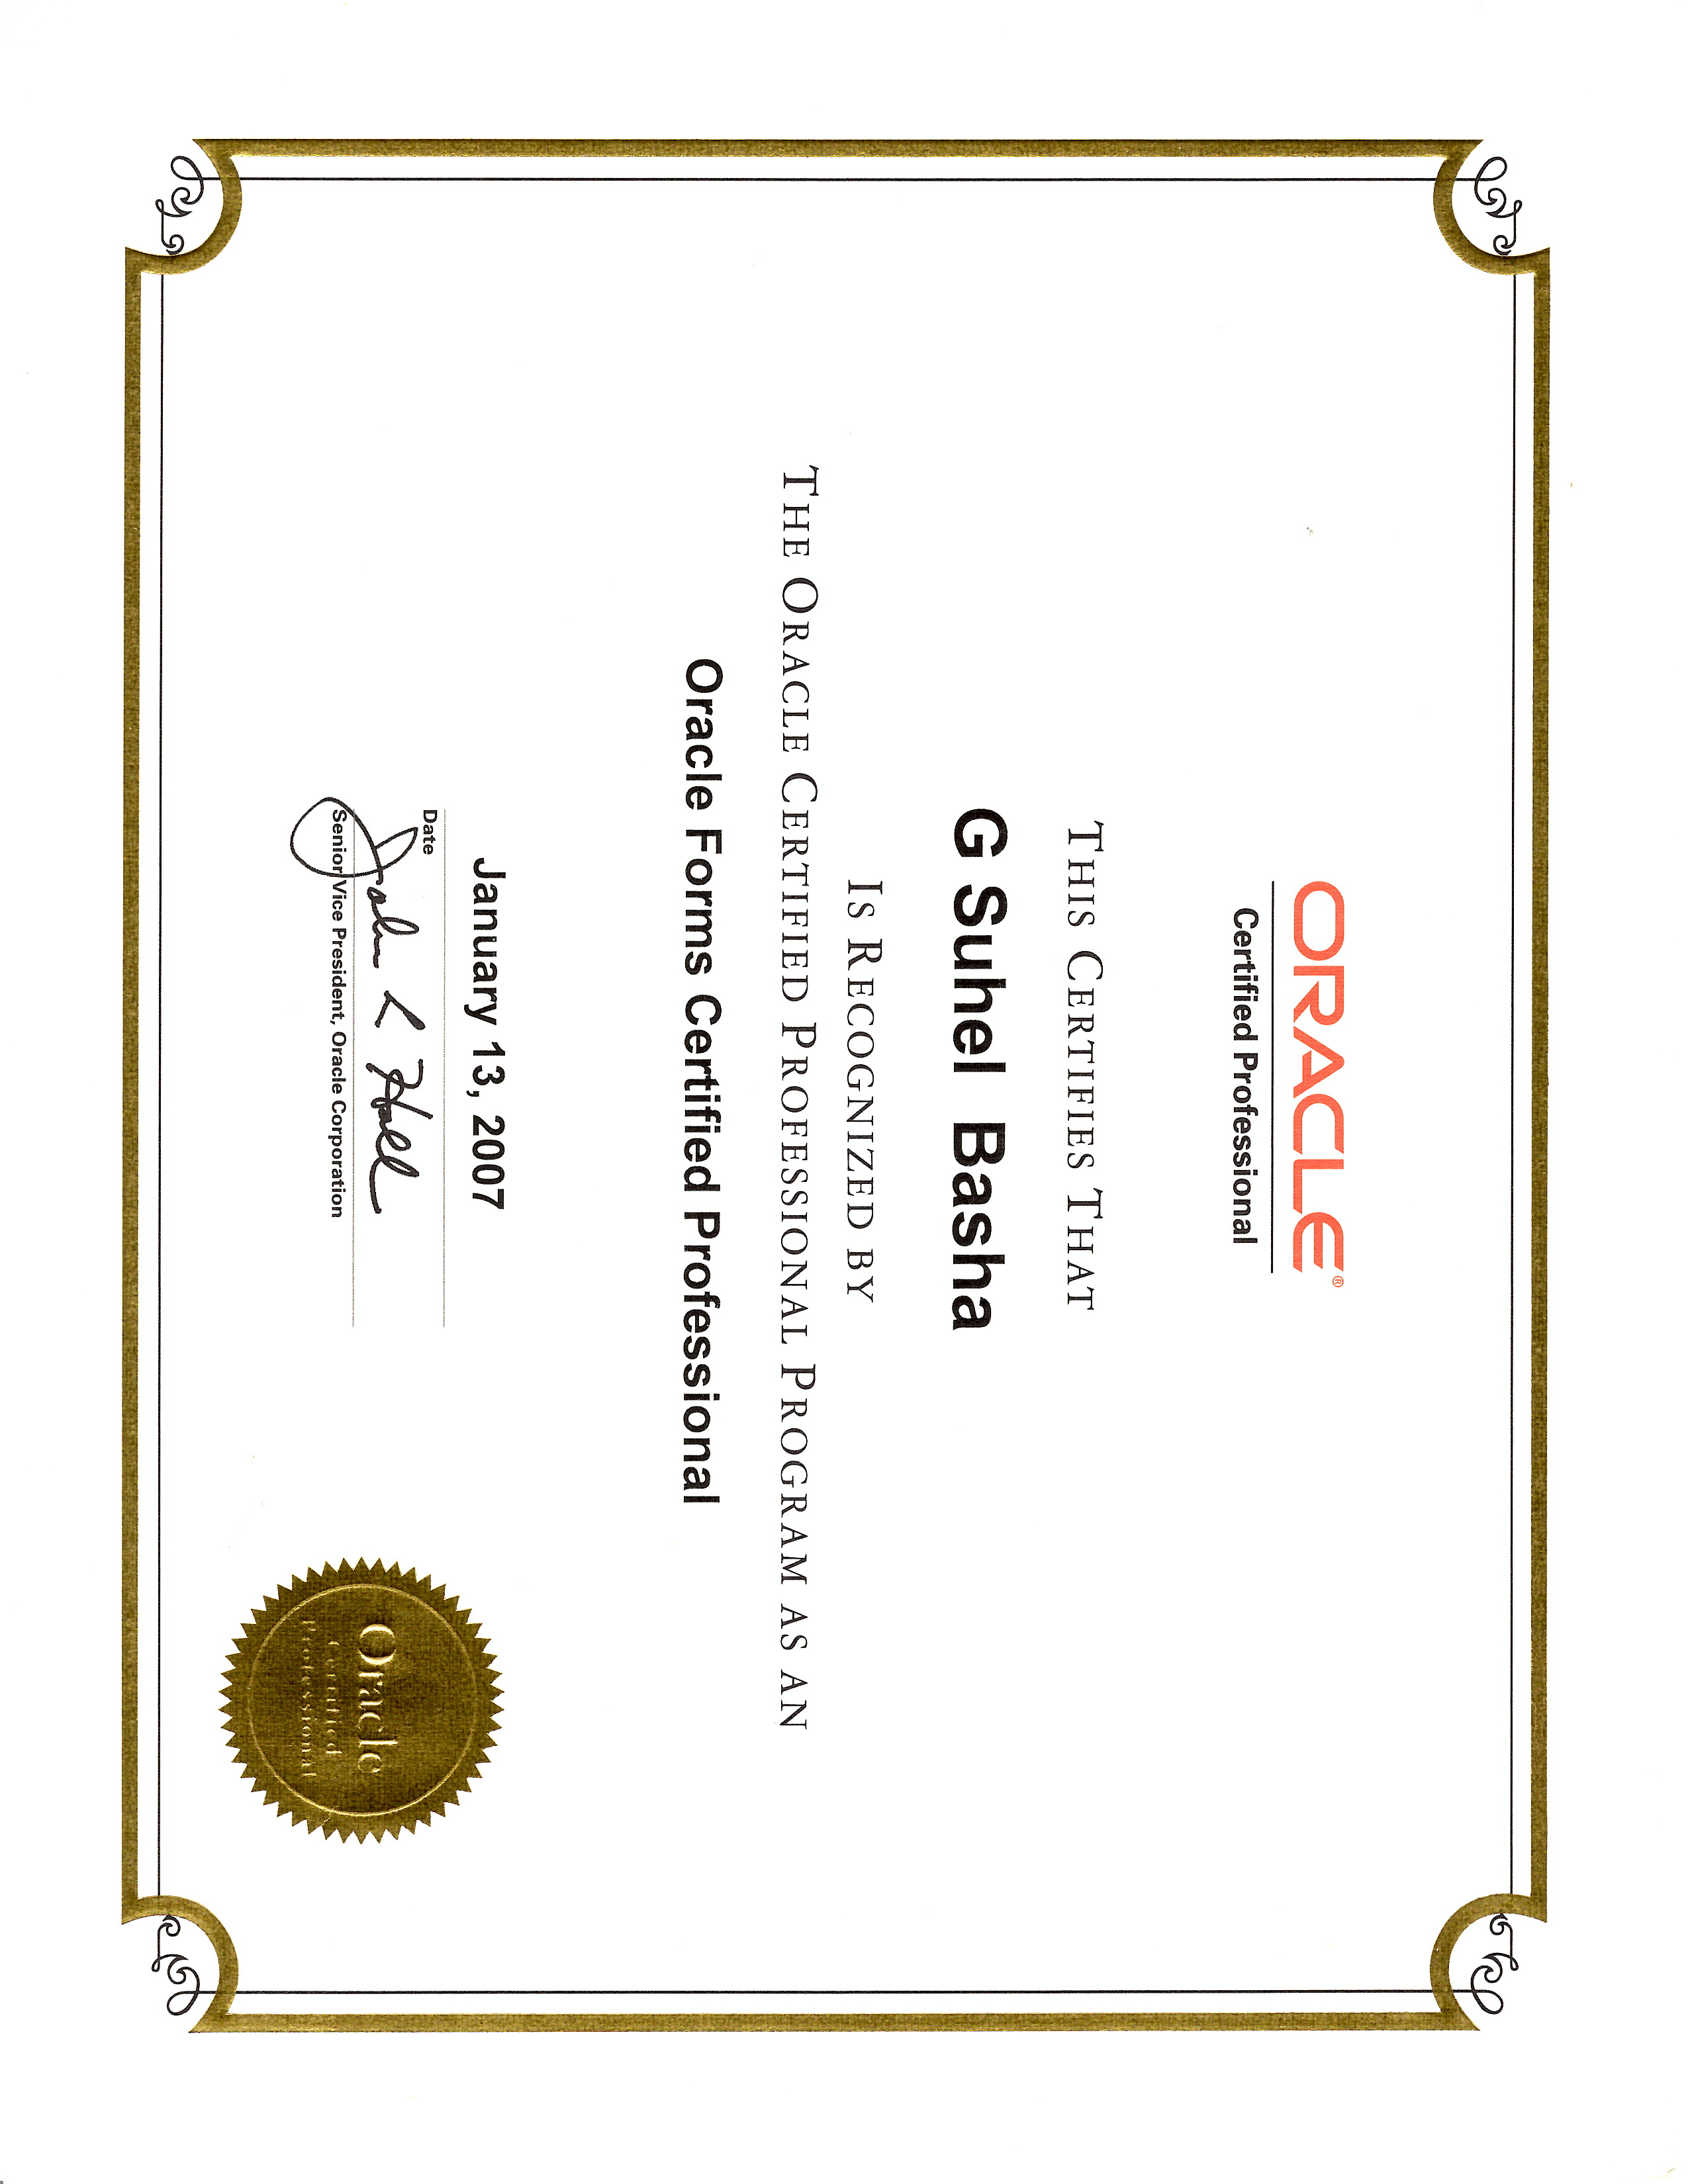 ORACLE®
Certified Professional
THIS CERTIFIES THAT
G Suhel Basha
IS RECOGNIZED BY
THE ORACLE CERTIFIED PROFESSIONAL PROGRAM AS AN
Oracle Forms Certified Professional
January 13, 2007
Date
John L Hall
Senior Vice President, Oracle Corporation
Oracle
Certified
Professional